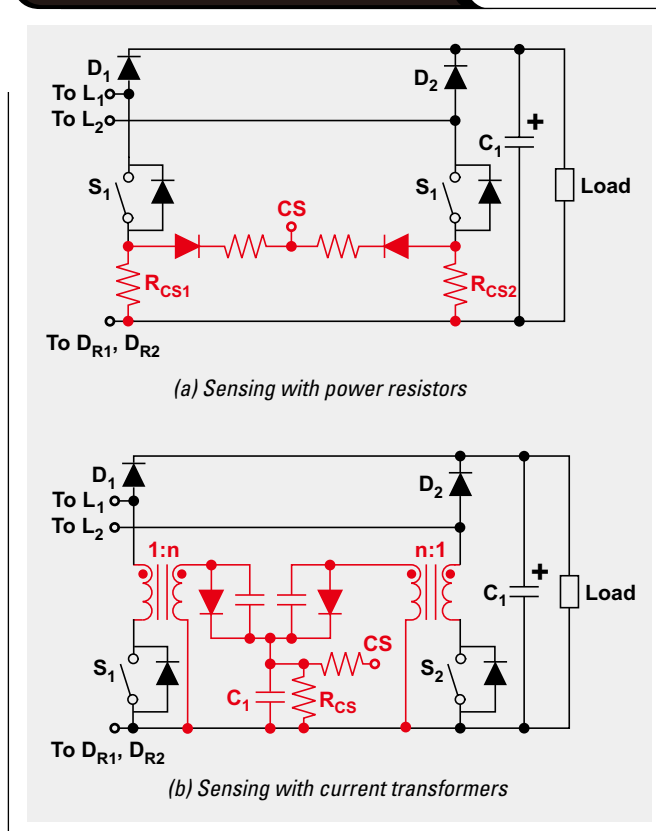 D1
To L1
To L2
D2
C1
+
Load
S1
CS
S1
RCS1
RCS2
To DR1, DR2
(a) Sensing with power resistors
D1
To L1
To L2
D2
1:n
n:1
C1
+
Load
CS
S1
C1
RCS
S2
To DR1, DR2
(b) Sensing with current transformers